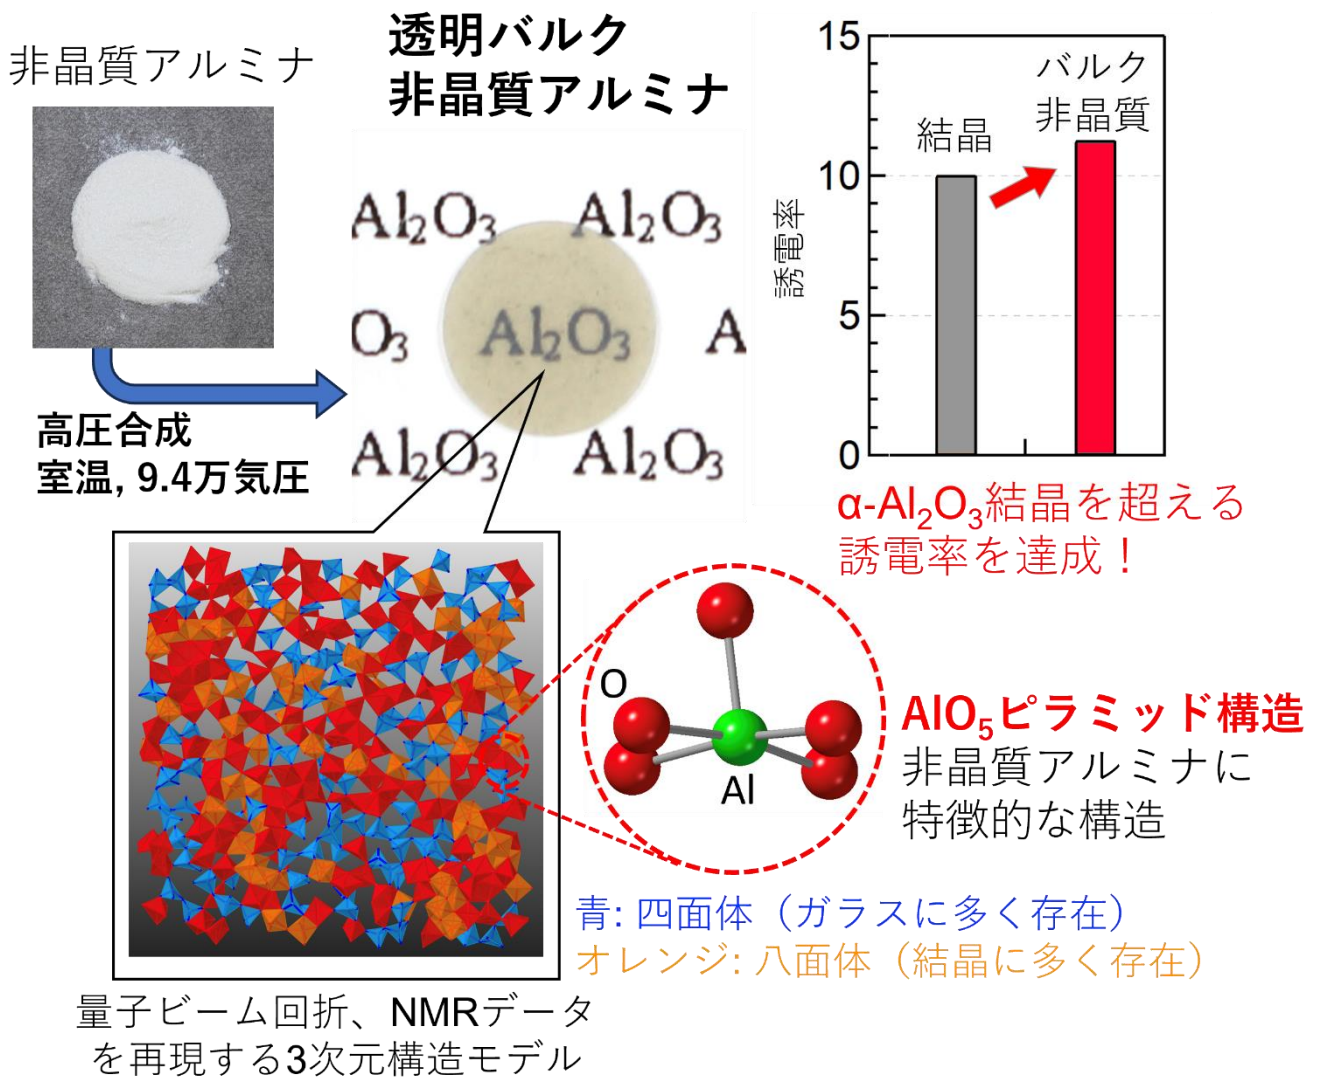 非晶質アルミナ
透明バルク
非晶質アルミナ
高圧合成
室温, 9.4万気圧
Al₂O₃ Al₂O₃
O₃ Al₂O₃ A
Al₂O₃ Al₂O₃
15
10
5
0
誘電率
結晶
バルク
非晶質
α-Al₂O₃結晶を超える
誘電率を達成！
O
Al
AlO₅ピラミッド構造
非晶質アルミナに
特徴的な構造
青: 四面体（ガラスに多く存在）
オレンジ: 八面体（結晶に多く存在）
量子ビーム回折、NMRデータ
を再現する3次元構造モデル